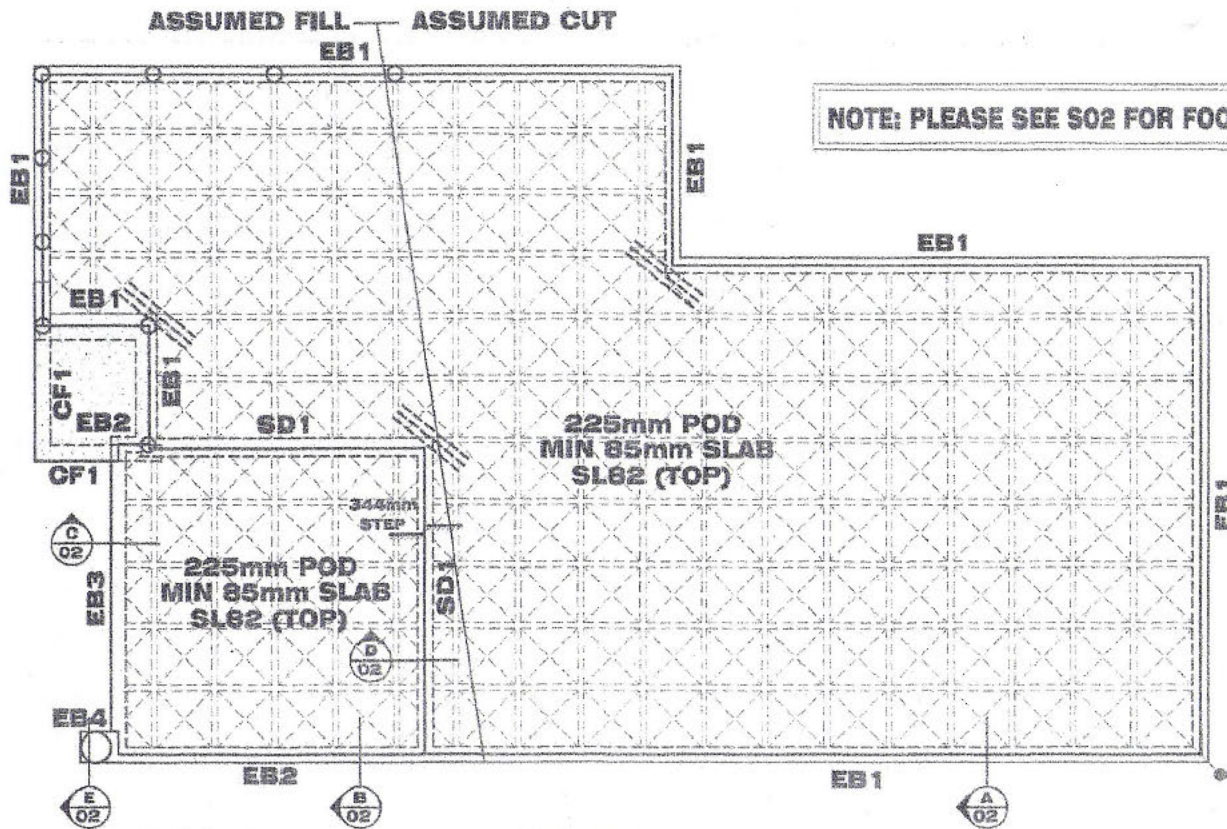 ASSUMED FILL ASSUMED CUT
EB1
NOTE: PLEASE SEE S02 FOR FOO
EB1
EB1
EB1
EB1
EB1
CF1
EB2
SD1
CF1
225mm POD
MIN 85mm SLAB
SL82 (TOP)
EB1
344mm
STEP
C
02
225mm POD
MIN 85mm SLAB
SL82 (TOP)
EB3
SD1
D
02
EB4
EB2
EB1
E
02
B
02
A
02